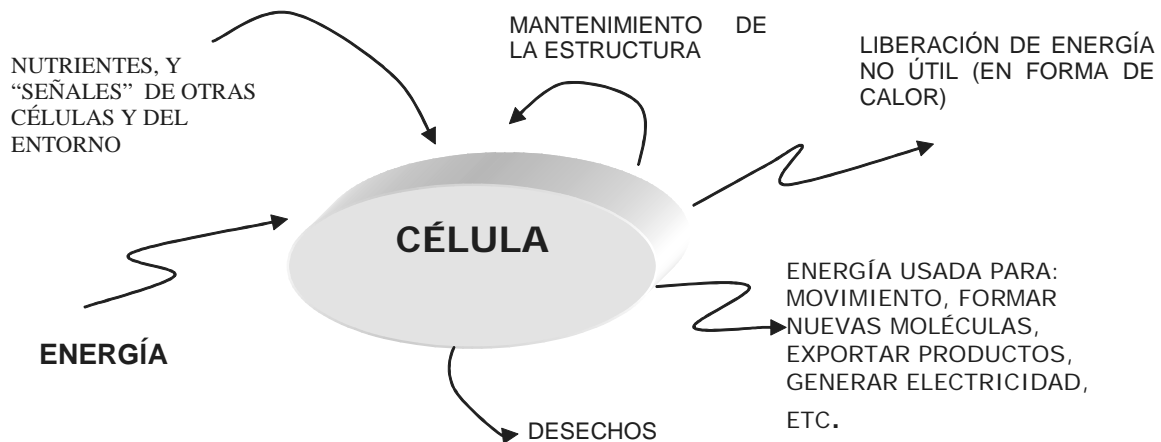 NUTRIENTES, Y
“SEÑALES” DE OTRAS
CÉLULAS Y DEL
ENTORNO
MANTENIMIENTO DE
LA ESTRUCTURA
LIBERACIÓN DE ENERGÍA
NO ÚTIL (EN FORMA DE
CALOR)
CÉLULA
ENERGÍA
ENERGÍA USADA PARA:
MOVIMIENTO, FORMAR
NUEVAS MOLÉCULAS,
EXPORTAR PRODUCTOS,
GENERAR ELECTRICIDAD,
ETC.
DESECHOS